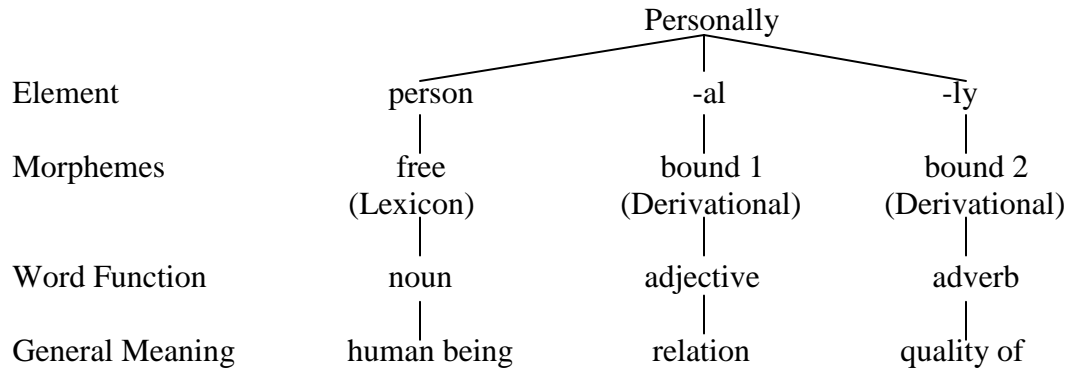 Personally
Element person -al -ly
Morphemes free bound 1 bound 2
(Lexicon) (Derivational) (Derivational)
Word Function noun adjective adverb
General Meaning human being relation quality of